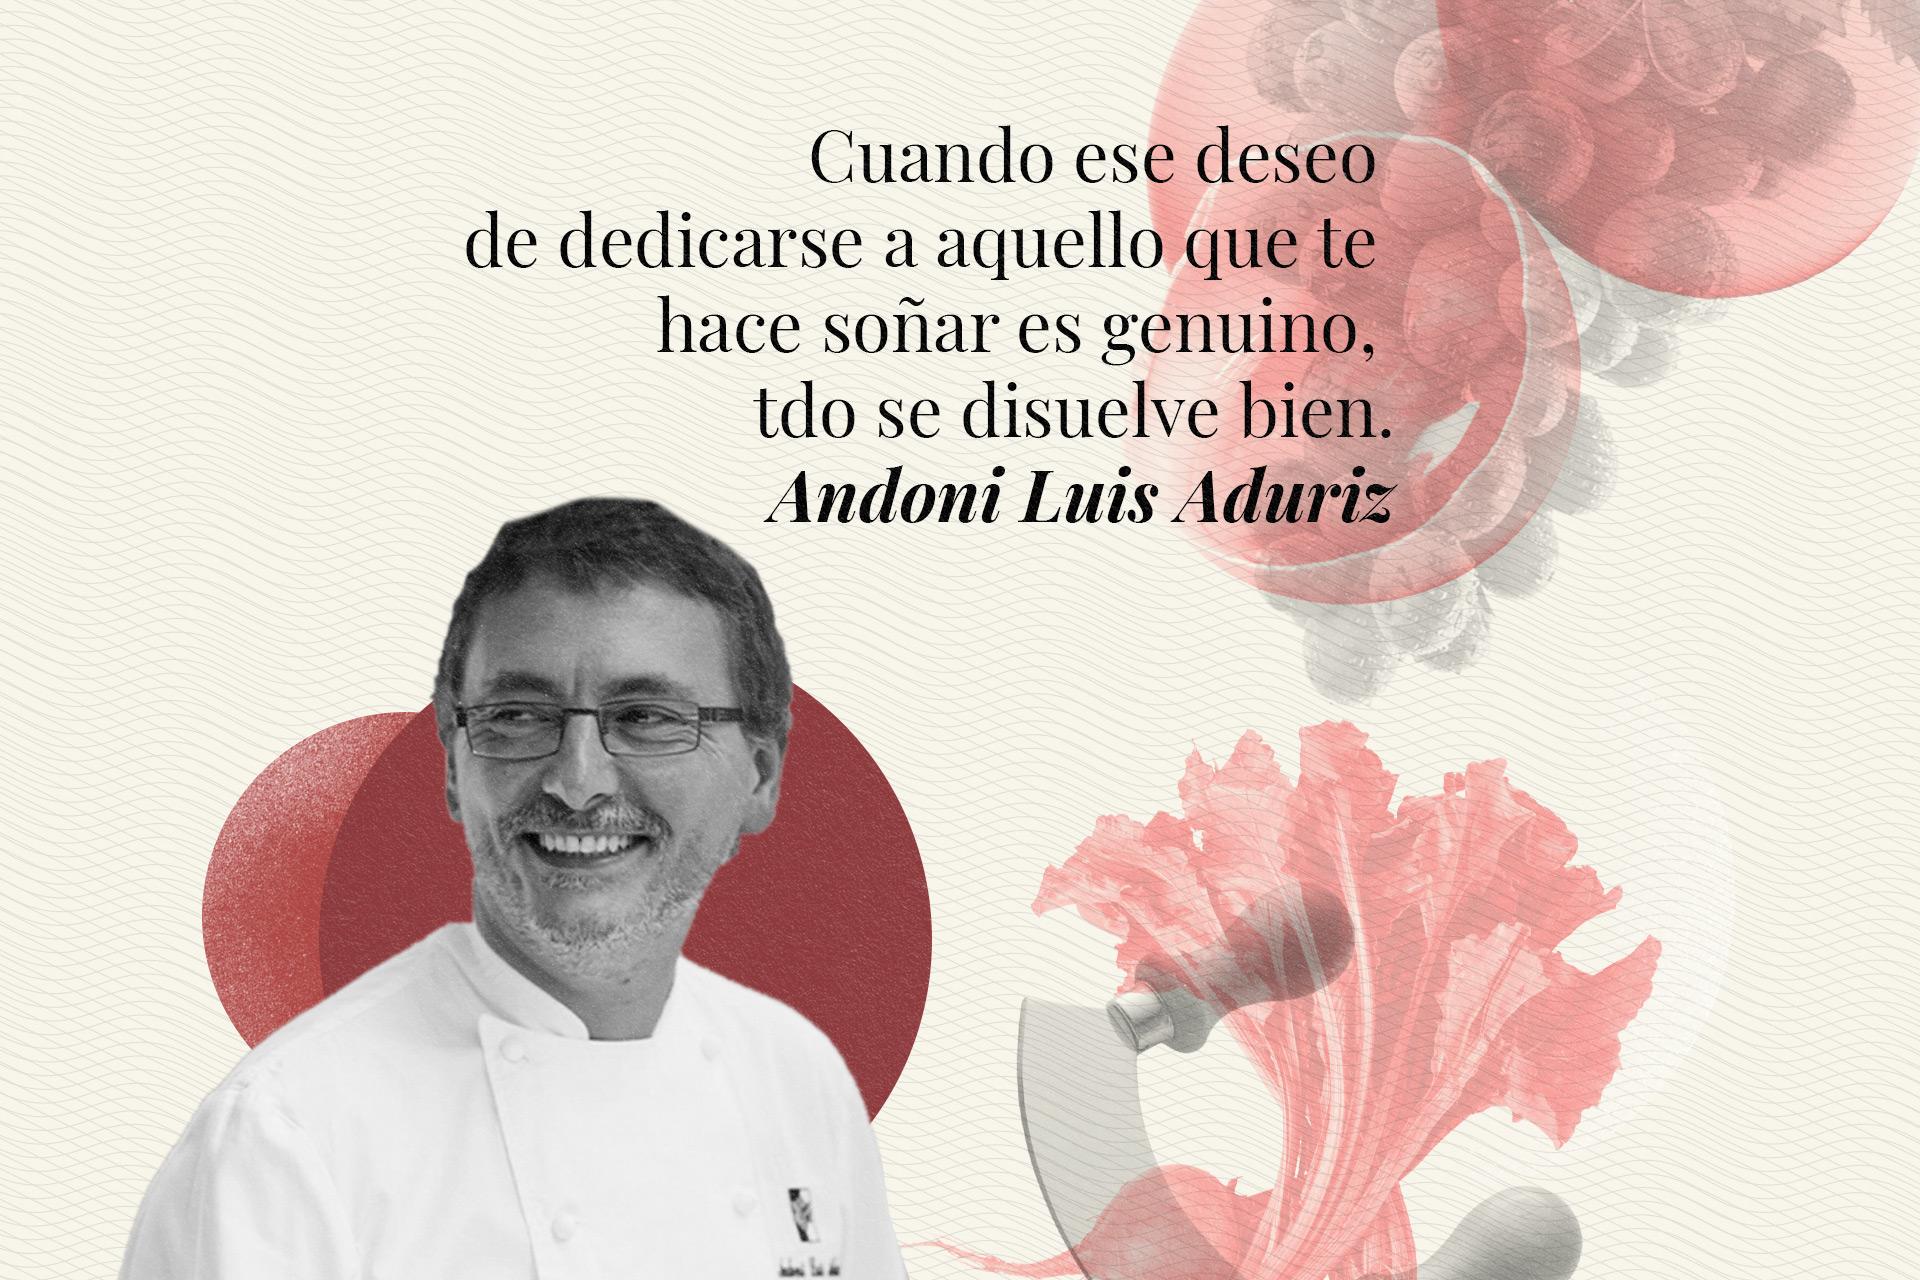 Cuando ese deseo
de dedicarse a aquello que te
hace soñar es genuino,
tdo se disuelve bien.
Andoni Luis Aduriz